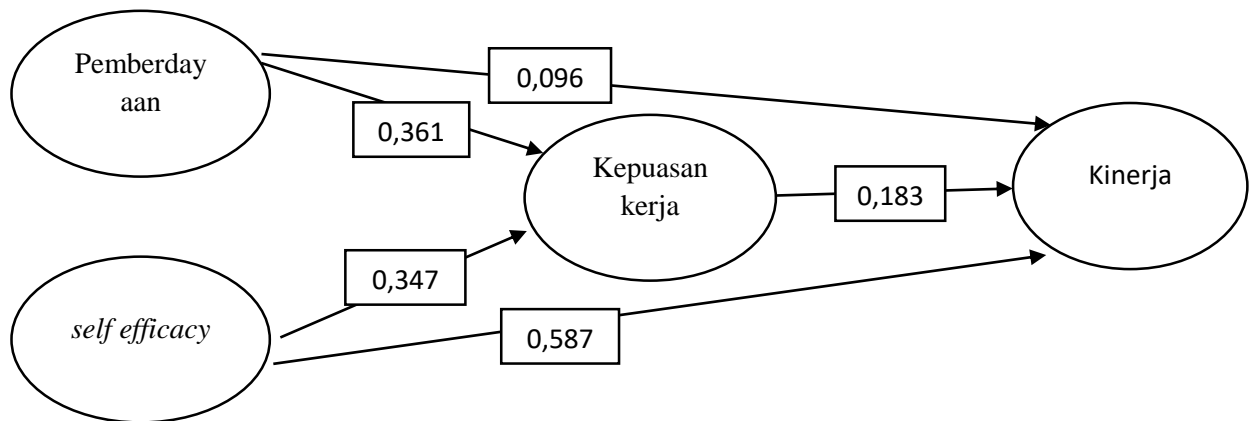 Pemberday
aan
0,096
0,361
Kepuasan
kerja
0,183
Kinerja
0,347
self efficacy
0,587